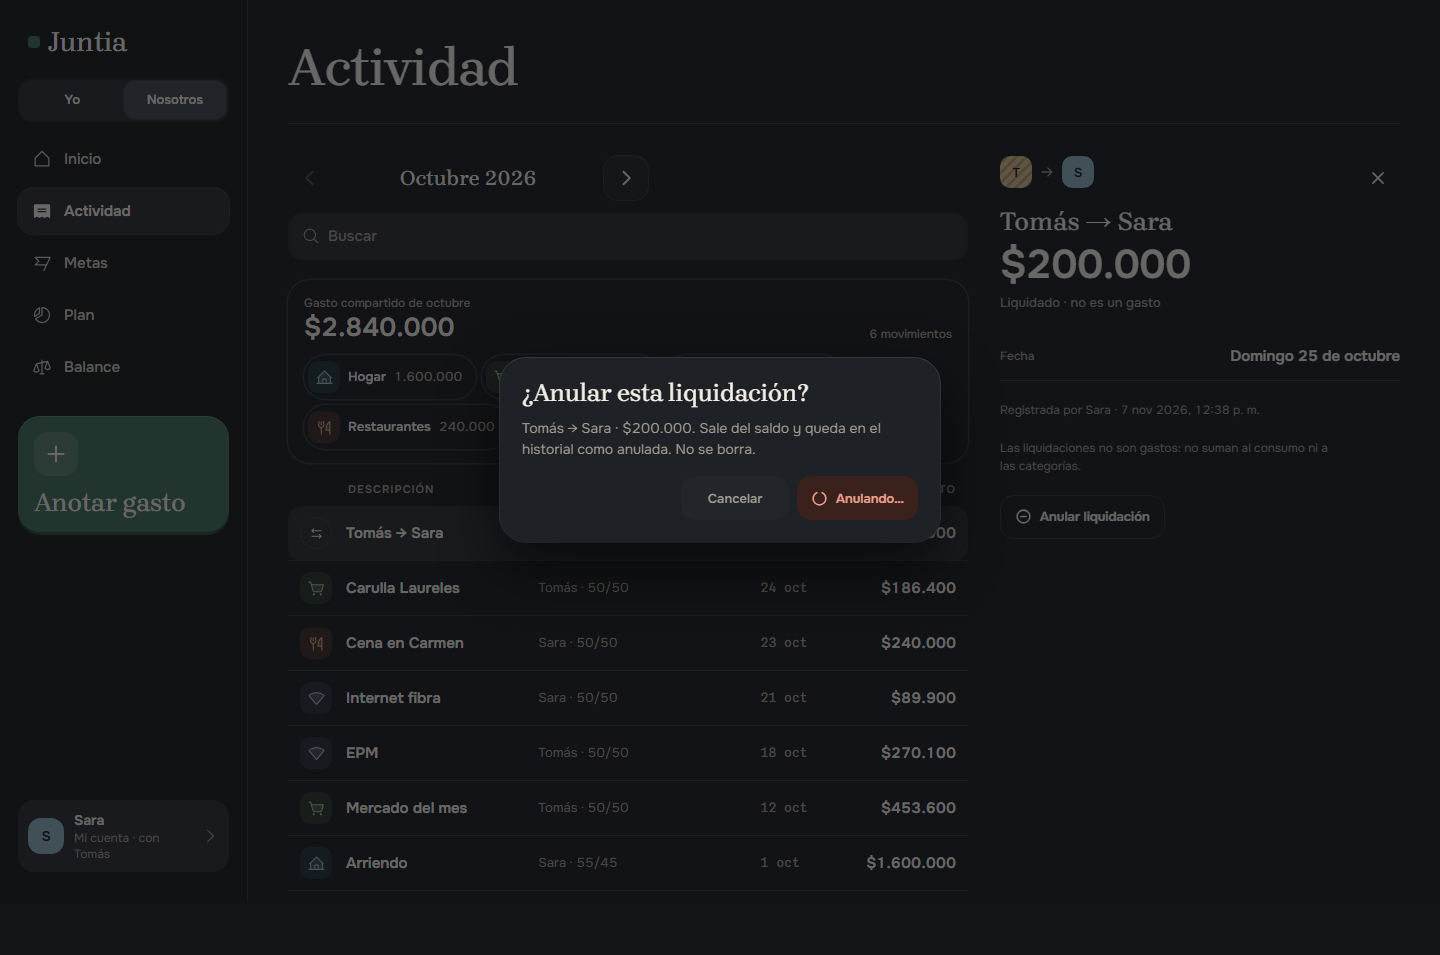 Juntia
Yo
Nosotros
Inicio
Actividad
Metas
Plan
Balance
Anotar gasto
S
Sara
Mi cuenta · con
Tomás
Actividad
Octubre 2026
Buscar
Gasto compartido de octubre
$2.840.000
6 movimientos
Hogar 1.600.000
Restaurantes 240.000
DESCRIPCIÓN
TO
Tomás → Sara
000
Carulla Laureles Tomás · 50/50 24 oct $186.400
Cena en Carmen Sara · 50/50 23 oct $240.000
Internet fibra Sara · 50/50 21 oct $89.900
EPM Tomás · 50/50 18 oct $270.100
Mercado del mes Tomás · 50/50 12 oct $453.600
Arriendo Sara · 55/45 1 oct $1.600.000
¿Anular esta liquidación?
Tomás → Sara · $200.000. Sale del saldo y queda en el
historial como anulada. No se borra.
Cancelar
Anulando...
T → S
Tomás → Sara
$200.000
Liquidado · no es un gasto
Fecha Domingo 25 de octubre
Registrada por Sara · 7 nov 2026, 12:38 p. m.
Las liquidaciones no son gastos: no suman al consumo ni a
las categorías.
Anular liquidación